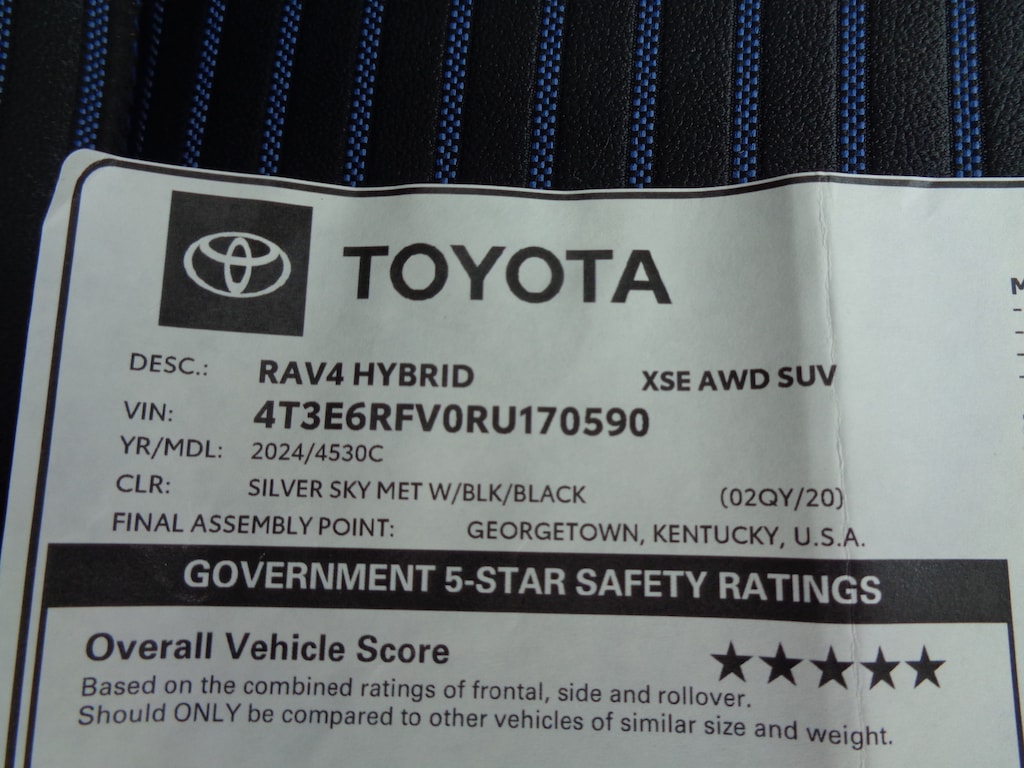 TOYOTA
DESC.: RAV4 HYBRID XSE AWD SUV
VIN: 4T3E6RFV0RU170590
YR/MDL: 2024/4530C
CLR: SILVER SKY MET W/BLK/BLACK (02QY/20)
FINAL ASSEMBLY POINT: GEORGETOWN, KENTUCKY, U.S.A.
GOVERNMENT 5-STAR SAFETY RATINGS
Overall Vehicle Score ★★★★★
Based on the combined ratings of frontal, side and rollover.
Should ONLY be compared to other vehicles of similar size and weight.